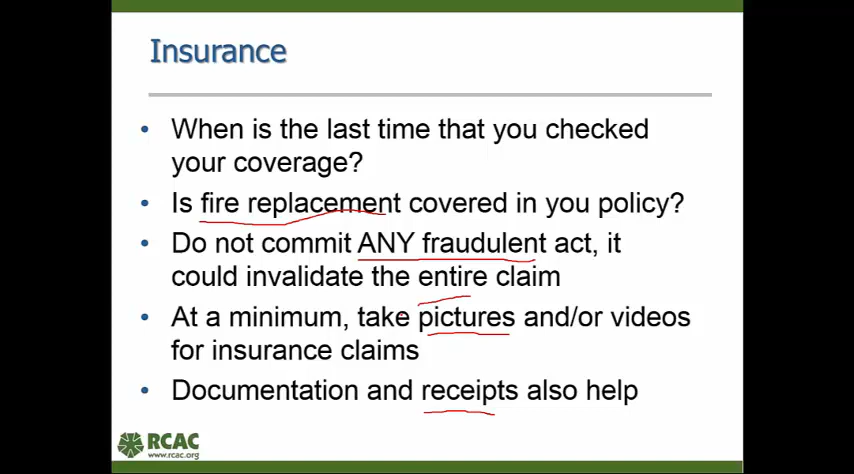 Insurance
• When is the last time that you checked
your coverage?
• Is fire replacement covered in you policy?
• Do not commit ANY fraudulent act, it
could invalidate the entire claim
• At a minimum, take pictures and/or videos
for insurance claims
• Documentation and receipts also help
RCAC
www.rcac.org